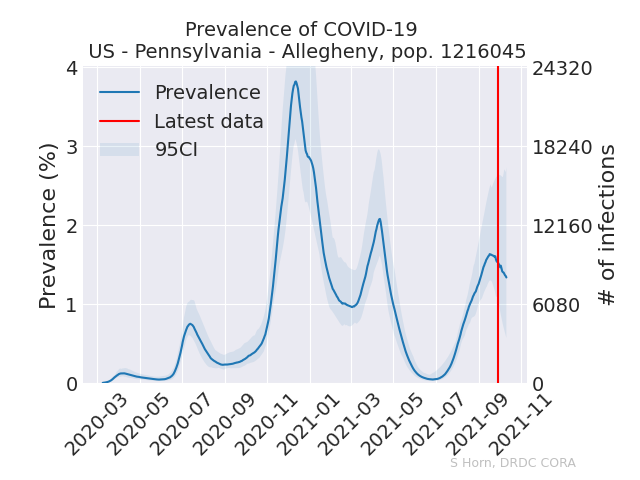 Prevalence of COVID-19
US - Pennsylvania - Allegheny, pop. 1216045
Prevalence (%)
4
3
2
1
0
Prevalence
Latest data
95CI
24320
18240
12160
6080
0
# of infections
2020-03
2020-05
2020-07
2020-09
2020-11
2021-01
2021-03
2021-05
2021-07
2021-09
2021-11
S Horn, DRDC CORA